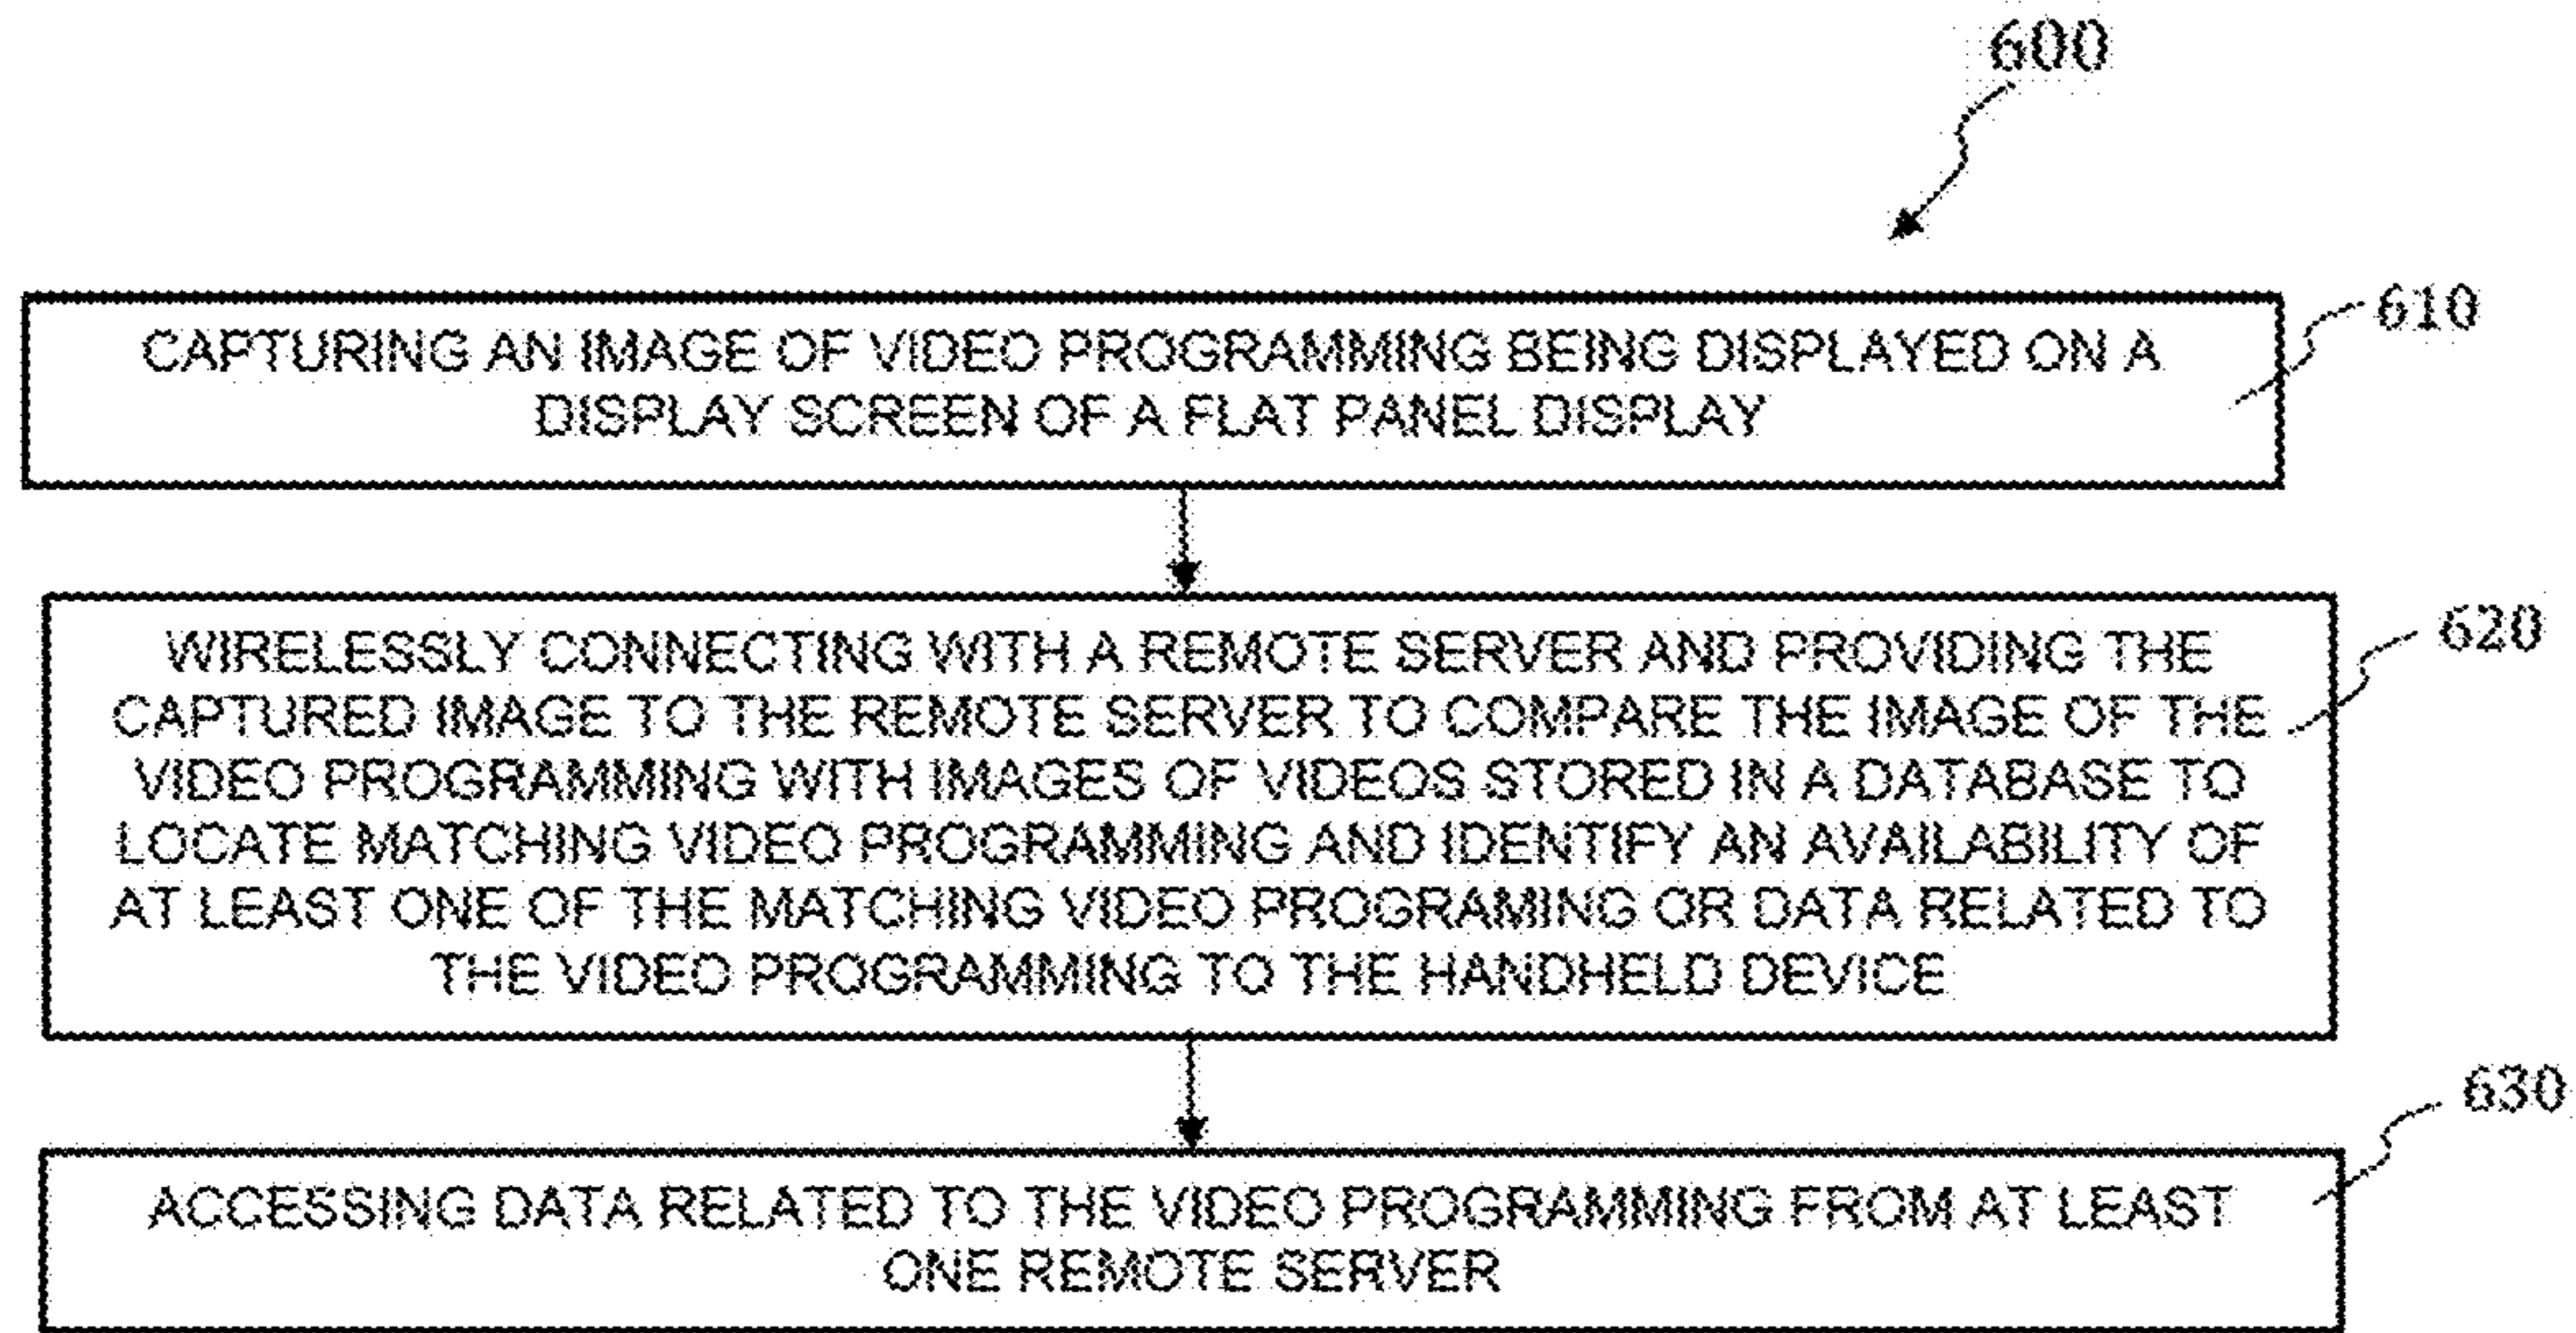 600
CAPTURING AN IMAGE OF VIDEO PROGRAMMING BEING DISPLAYED ON A
DISPLAY SCREEN OF A FLAT PANEL DISPLAY
610
WIRELESSLY CONNECTING WITH A REMOTE SERVER AND PROVIDING THE
CAPTURED IMAGE TO THE REMOTE SERVER TO COMPARE THE IMAGE OF THE
VIDEO PROGRAMMING WITH IMAGES OF VIDEOS STORED IN A DATABASE TO
LOCATE MATCHING VIDEO PROGRAMMING AND IDENTIFY AN AVAILABILITY OF
AT LEAST ONE OF THE MATCHING VIDEO PROGRAMING OR DATA RELATED TO
THE VIDEO PROGRAMMING TO THE HANDHELD DEVICE
620
ACCESSING DATA RELATED TO THE VIDEO PROGRAMMING FROM AT LEAST
ONE REMOTE SERVER
630